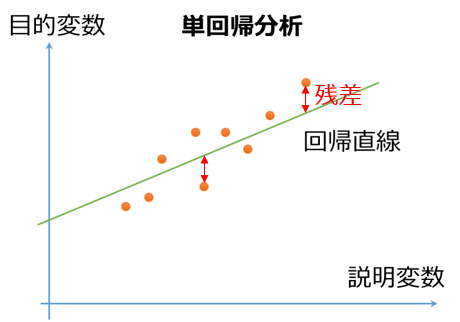 目的変数
単回帰分析
残差
回帰直線
説明変数